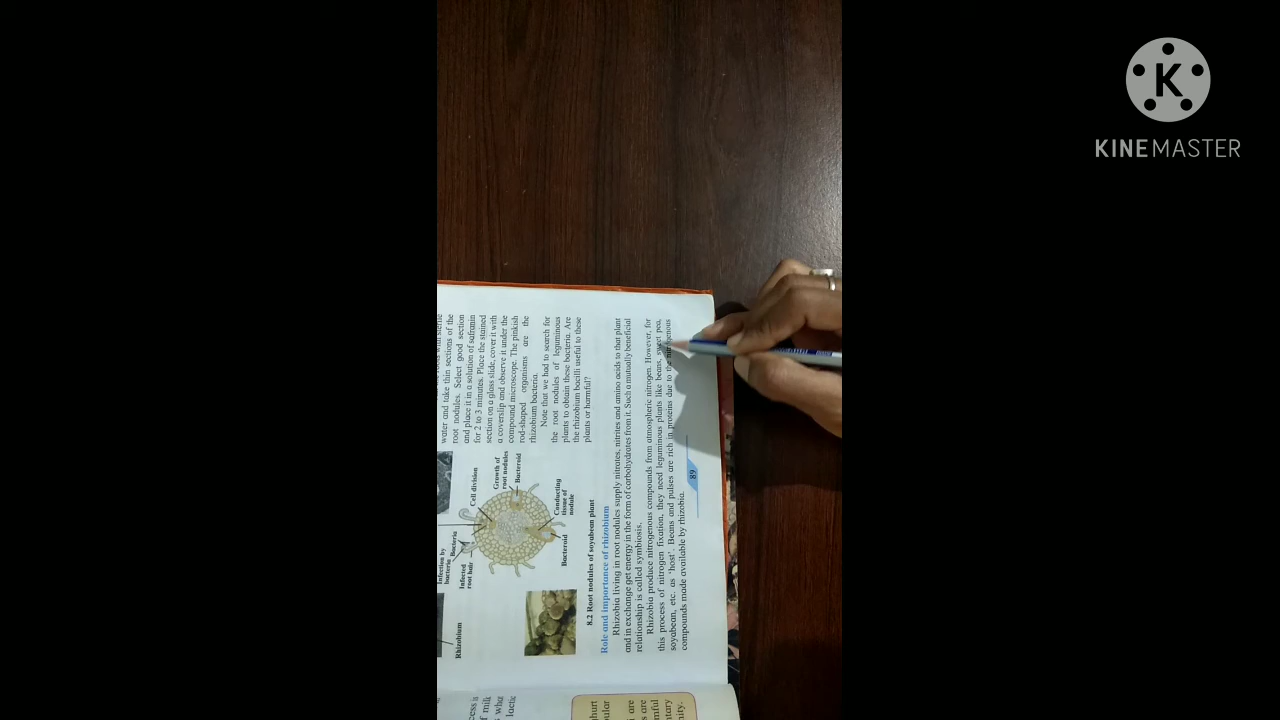 water and take thin sections of the
root nodules. Select good section
and place it in a solution of safranin
for 2 to 3 minutes. Place the stained
section on a glass slide, cover it with
a coverslip and observe it under the
compound microscope. The pinkish
rod-shaped organisms are the
rhizobium bacteria.
Note that we had to search for
the root nodules of leguminous
plants to obtain these bacteria. Are
the rhizobium bacilli useful to these
plants or harmful?
Infection by
bacteria
Bacteria
Infected
root hair
Cell division
Growth of
root nodules
Bacteroid
Conducting
tissue of
nodule
Bacteroid
Rhizobium
8.2 Root nodules of soyabean plant
Role and importance of rhizobium
Rhizobia living in root nodules supply nitrates, nitrites and amino acids to that plant
and in exchange get energy in the form of carbohydrates from it. Such a mutually beneficial
relationship is called symbiosis.
Rhizobia produce nitrogenous compounds from atmospheric nitrogen. However, for
this process of nitrogen fixation, they need leguminous plants like beans, sweet pea,
soyabean, etc. as 'host'. Beans and pulses are rich in proteins due to the
compounds made available by rhizobia.
89
KINEMASTER